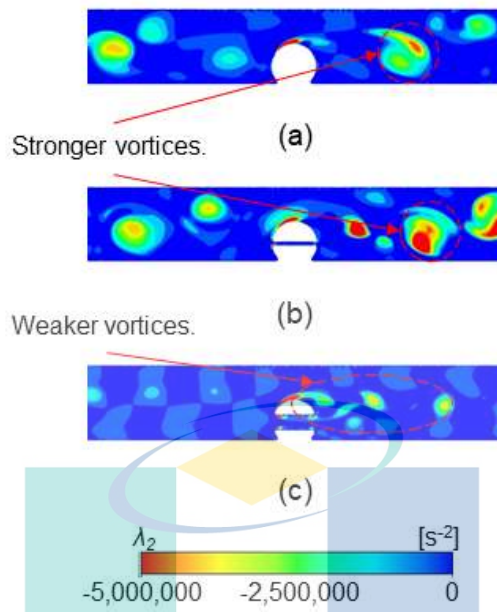 (a)
Stronger vortices.
(b)
Weaker vortices.
(c)
λ2 [s-2]
-5,000,000 -2,500,000 0